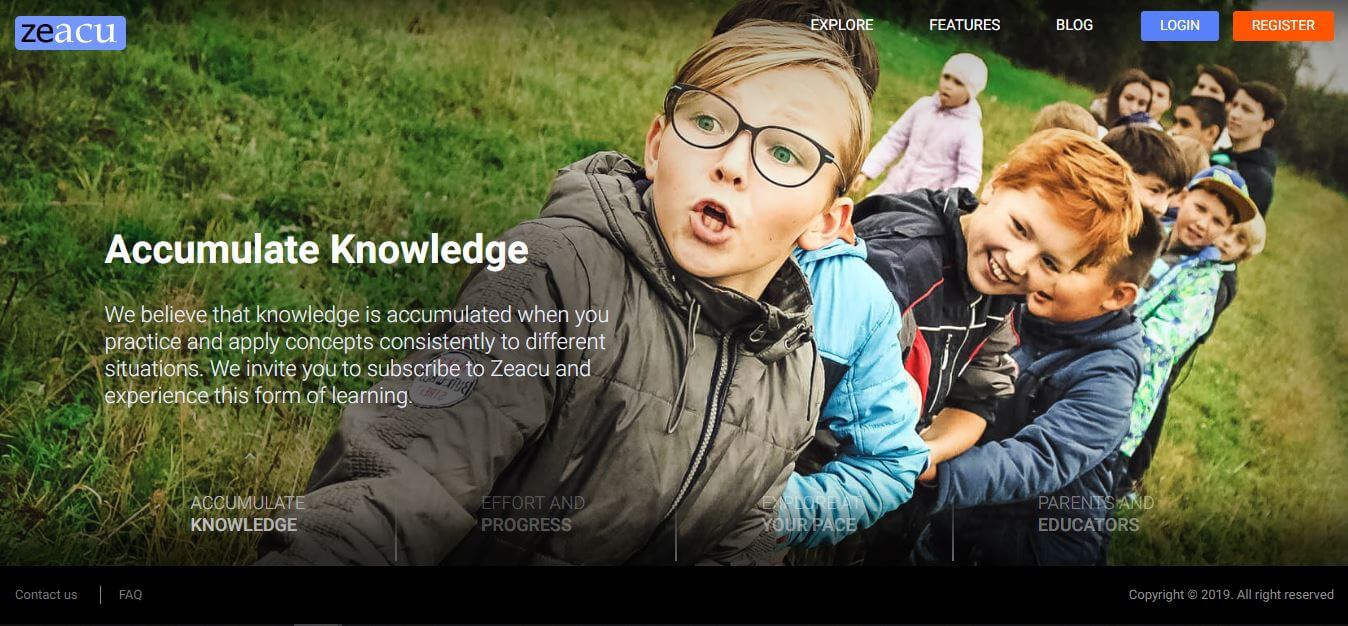 zeacu
EXPLORE
FEATURES
BLOG
LOGIN
REGISTER
Accumulate Knowledge
We believe that knowledge is accumulated when you
practice and apply concepts consistently to different
situations. We invite you to subscribe to Zeacu and
experience this form of learning.
ACCUMULATE
KNOWLEDGE
EFFORT AND
PROGRESS
EXPLORE AT
YOUR PACE
PARENTS AND
EDUCATORS
Contact us
FAQ
Copyright © 2019. All right reserved